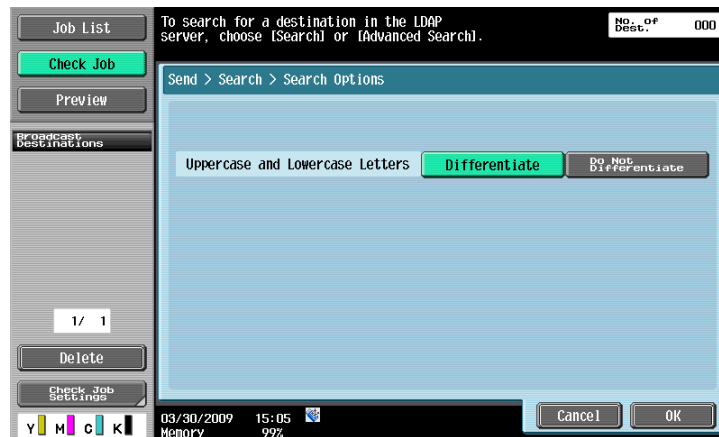 Job List
Check Job
Preview
Broadcast
Destinations
1/ 1
Delete
Check Job
Settings
Y M C K
To search for a destination in the LDAP
server, choose [Search] or [Advanced Search].
No. of
Dest.
000
Send > Search > Search Options
Uppercase and Lowercase Letters
Differentiate
Do Not
Differentiate
03/30/2009 15:05
Memory 99%
Cancel
OK